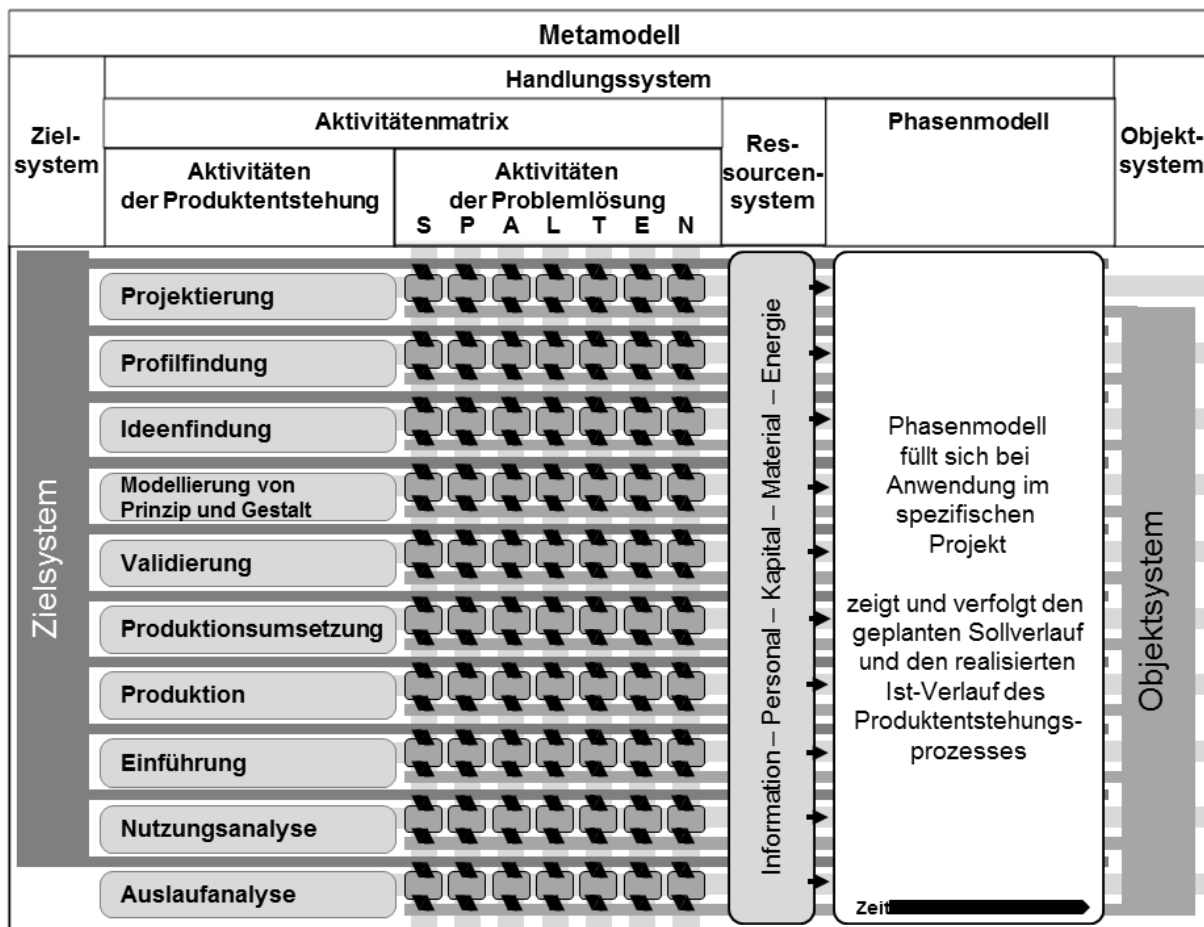 Metamodell
Ziel-
system
Handlungssystem
Objekt-
system
Aktivitätenmatrix
Res-
sourcen-
system
Phasenmodell
Aktivitäten
der Produktentstehung
Aktivitäten
der Problemlösung
S P A L T E N
Zielsystem
Projektierung
Profilfindung
Ideenfindung
Modellierung von
Prinzip und Gestalt
Validierung
Produktionsumsetzung
Produktion
Einführung
Nutzungsanalyse
Auslaufanalyse
Information – Personal – Kapital – Material – Energie
Phasenmodell
füllt sich bei
Anwendung im
spezifischen
Projekt
zeigt und verfolgt den
geplanten Sollverlauf
und den realisierten
Ist-Verlauf des
Produktentstehungs-
prozesses
Zeit
Objektsystem